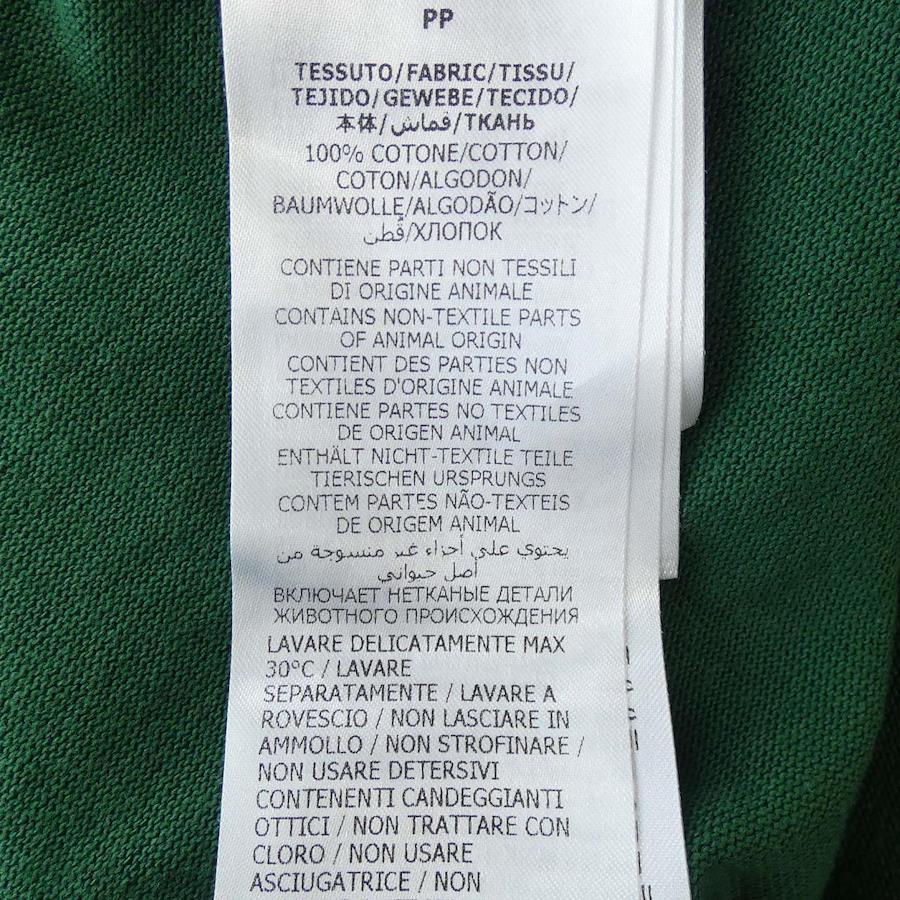 PP
TESSUTO/FABRIC/TISSU/
TEJIDO/GEWEBE/TECIDO/
本体/قماش/ТКАНЬ
100% COTONE/COTTON/
COTON/ALGODON/
BAUMWOLLE/ALGODÃO/コットン/
قُطن/ХЛОПОК
CONTIENE PARTI NON TESSILI
DI ORIGINE ANIMALE
CONTAINS NON-TEXTILE PARTS
OF ANIMAL ORIGIN
CONTIENT DES PARTIES NON
TEXTILES D'ORIGINE ANIMALE
CONTIENE PARTES NO TEXTILES
DE ORIGEN ANIMAL
ENTHÄLT NICHT-TEXTILE TEILE
TIERISCHEN URSPRUNGS
CONTEM PARTES NÃO-TEXTEIS
DE ORIGEM ANIMAL
يحتوي على أجزاء غير منسوجة من
أصل حيواني
ВКЛЮЧАЕТ НЕТКАНЫЕ ДЕТАЛИ
ЖИВОТНОГО ПРОИСХОЖДЕНИЯ
LAVARE DELICATAMENTE MAX
30°C / LAVARE
SEPARATAMENTE / LAVARE A
ROVESCIO / NON LASCIARE IN
AMMOLLO / NON STROFINARE /
NON USARE DETERSIVI
CONTENENTI CANDEGGIANTI
OTTICI / NON TRATTARE CON
CLORO / NON USARE
ASCIUGATRICE / NON